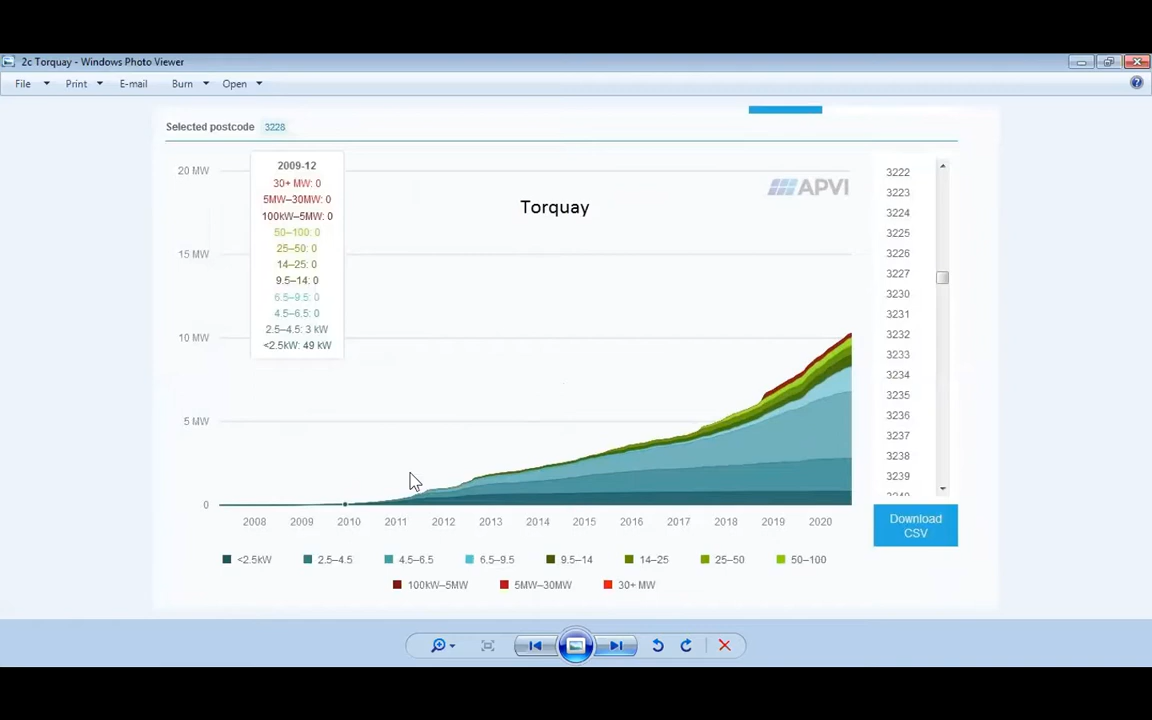 2c Torquay - Windows Photo Viewer
File Print E-mail Burn Open
Selected postcode 3228
2009-12
30+ MW: 0
5MW–30MW: 0
100kW–5MW: 0
50–100: 0
25–50: 0
14–25: 0
9.5–14: 0
6.5–9.5: 0
4.5–6.5: 0
2.5–4.5: 3 kW
<2.5kW: 49 kW
20 MW
15 MW
10 MW
5 MW
0
Torquay
APVI
2008 2009 2010 2011 2012 2013 2014 2015 2016 2017 2018 2019 2020
<2.5kW 2.5–4.5 4.5–6.5 6.5–9.5 9.5–14 14–25 25–50 50–100
100kW–5MW 5MW–30MW 30+ MW
3222
3223
3224
3225
3226
3227
3230
3231
3232
3233
3234
3235
3236
3237
3238
3239
Download
CSV